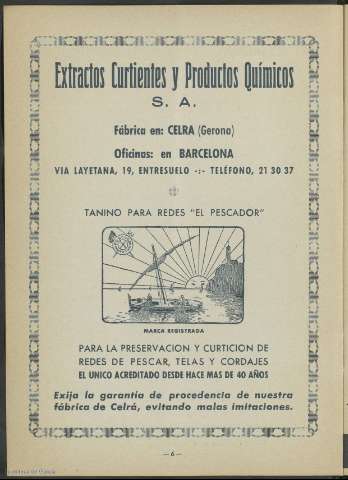 Extractos Curtientes y Productos Químicos
S. A.
Fábrica en: CELRA (Gerona)
Oficinas: en BARCELONA
VIA LAYETANA, 19, ENTRESUELO -:- TELÉFONO, 21 30 37
TANINO PARA REDES "EL PESCADOR"
MARCA REGISTRADA
PARA LA PRESERVACION Y CURTICION DE
REDES DE PESCAR, TELAS Y CORDAJES
EL UNICO ACREDITADO DESDE HACE MAS DE 40 AÑOS
Exija la garantía de procedencia de nuestra
fábrica de Celrá, evitando malas imitaciones.
— 6 —